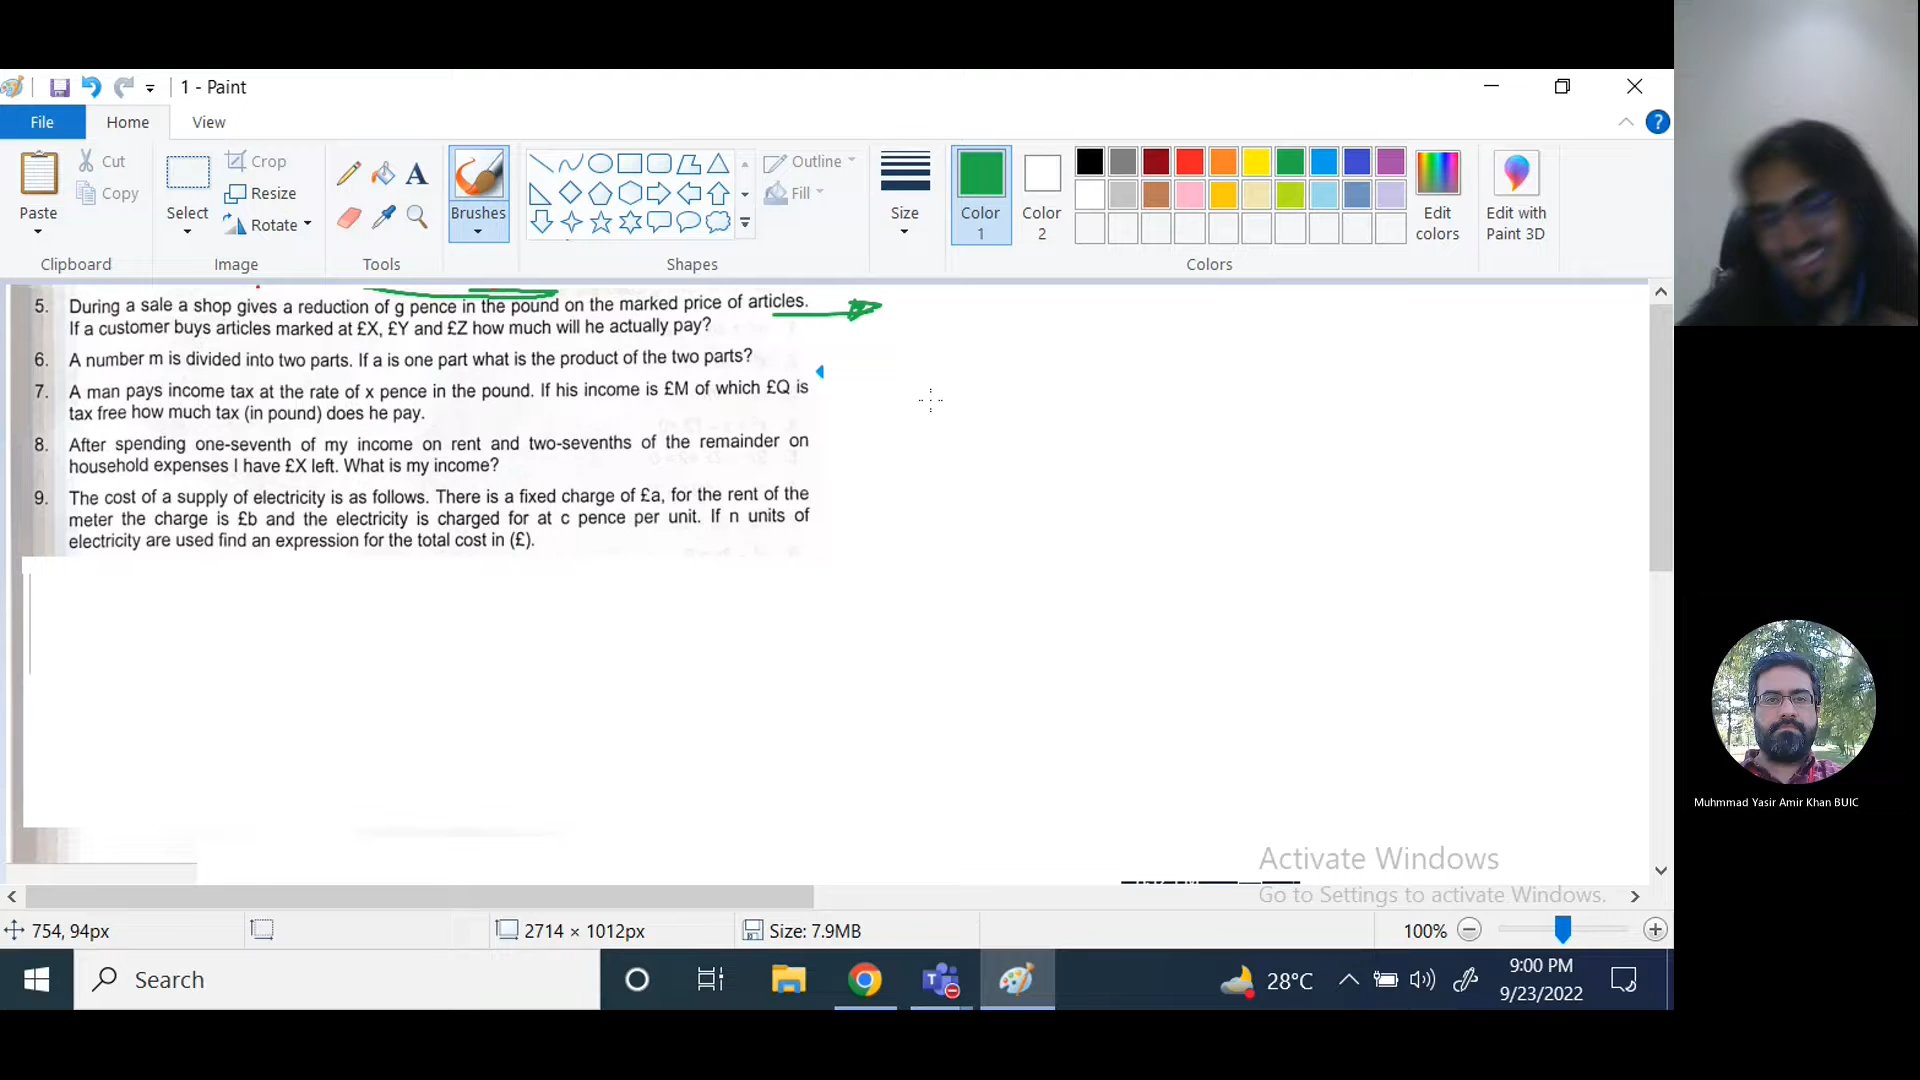 1 - Paint
File
Home
View
Paste
Cut
Copy
Clipboard
Select
Crop
Resize
Rotate
Image
Tools
Brushes
Shapes
Outline
Fill
Size
Color 1
Color 2
Edit colors
Edit with Paint 3D
Colors
5. During a sale a shop gives a reduction of g pence in the pound on the marked price of articles.
If a customer buys articles marked at £X, £Y and £Z how much will he actually pay?
6. A number m is divided into two parts. If a is one part what is the product of the two parts?
7. A man pays income tax at the rate of x pence in the pound. If his income is £M of which £Q is
tax free how much tax (in pound) does he pay.
8. After spending one-seventh of my income on rent and two-sevenths of the remainder on
household expenses I have £X left. What is my income?
9. The cost of a supply of electricity is as follows. There is a fixed charge of £a, for the rent of the
meter the charge is £b and the electricity is charged for at c pence per unit. If n units of
electricity are used find an expression for the total cost in (£).
Muhmmad Yasir Amir Khan BUIC
Activate Windows
Go to Settings to activate Windows.
754, 94px
2714 × 1012px
Size: 7.9MB
100%
Search
28°C
9:00 PM
9/23/2022